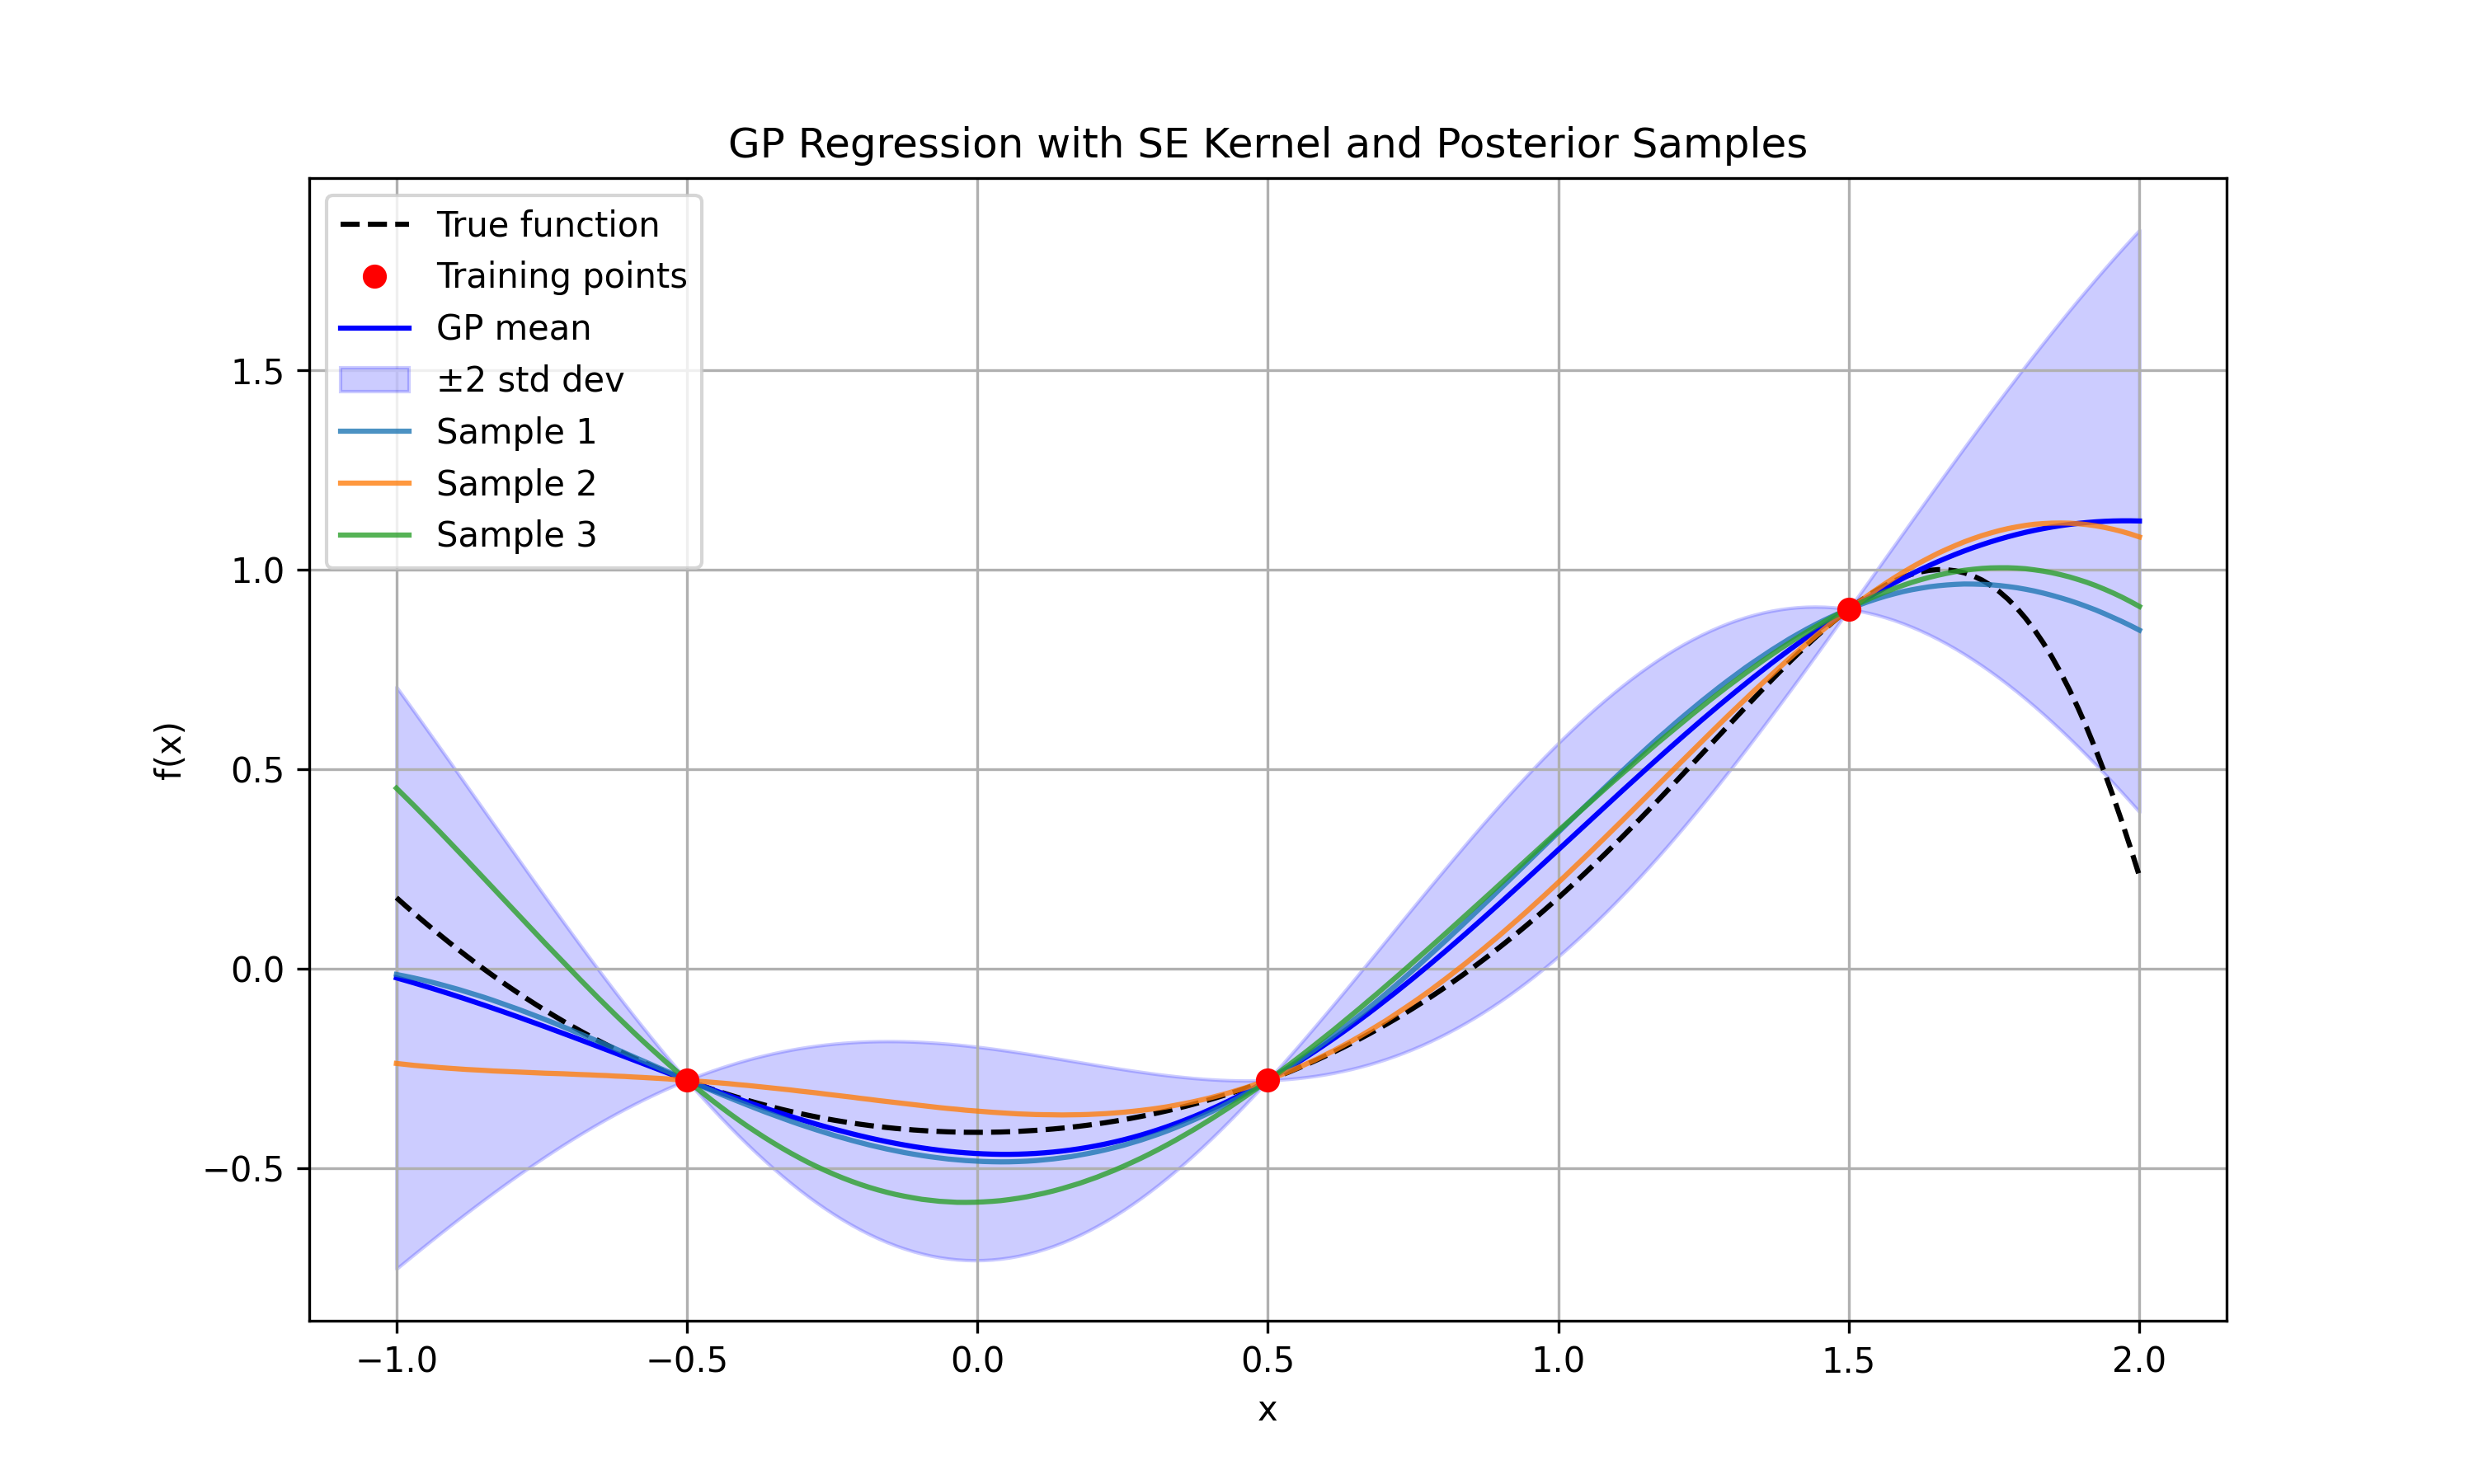 GP Regression with SE Kernel and Posterior Samples
True function
Training points
GP mean
±2 std dev
Sample 1
Sample 2
Sample 3
1.5
1.0
0.5
0.0
−0.5
f(x)
−1.0 −0.5 0.0 0.5 1.0 1.5 2.0
x